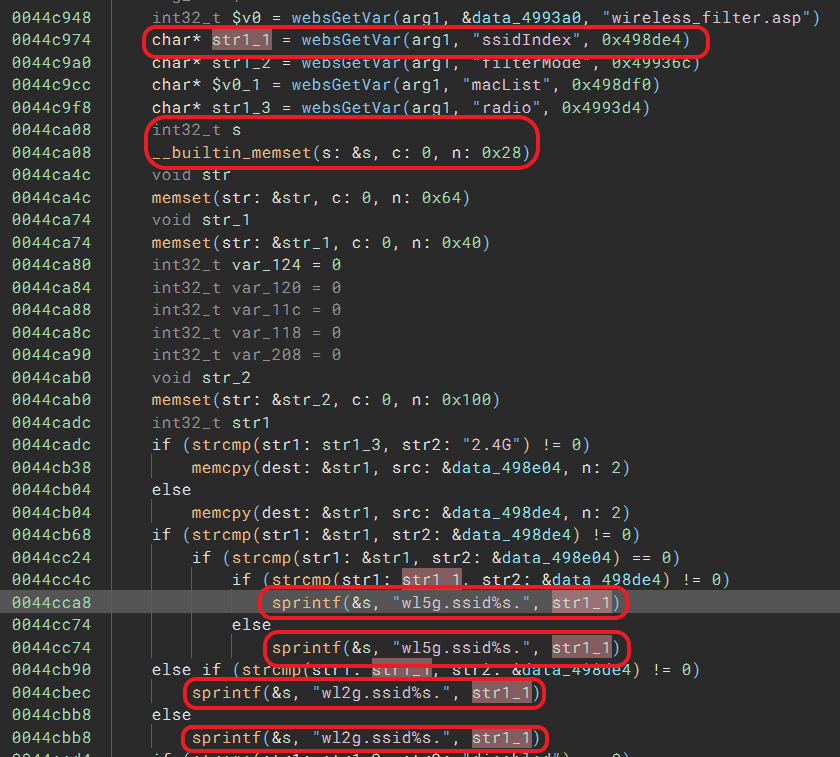 0044c948 int32_t $v0 = websGetVar(arg1, &data_4993a0, "wireless_filter.asp")
0044c974 char* str1_1 = websGetVar(arg1, "ssidIndex", 0x498de4)
0044c9a0 char* str1_2 = websGetVar(arg1, "filterMode", 0x49936c)
0044c9cc char* $v0_1 = websGetVar(arg1, "macList", 0x498df0)
0044c9f8 char* str1_3 = websGetVar(arg1, "radio", 0x4993d4)
0044ca08 int32_t s
0044ca08 __builtin_memset(s: &s, c: 0, n: 0x28)
0044ca4c void str
0044ca4c memset(str: &str, c: 0, n: 0x64)
0044ca74 void str_1
0044ca74 memset(str: &str_1, c: 0, n: 0x40)
0044ca80 int32_t var_124 = 0
0044ca84 int32_t var_120 = 0
0044ca88 int32_t var_11c = 0
0044ca8c int32_t var_118 = 0
0044ca90 int32_t var_208 = 0
0044cab0 void str_2
0044cab0 memset(str: &str_2, c: 0, n: 0x100)
0044cadc int32_t str1
0044cadc if (strcmp(str1: str1_3, str2: "2.4G") != 0)
0044cb38 memcpy(dest: &str1, src: &data_498e04, n: 2)
0044cb04 else
0044cb04 memcpy(dest: &str1, src: &data_498de4, n: 2)
0044cb68 if (strcmp(str1: &str1, str2: &data_498de4) != 0)
0044cc24 if (strcmp(str1: &str1, str2: &data_498e04) == 0)
0044cc4c if (strcmp(str1: str1_1, str2: &data_498de4) != 0)
0044cca8 sprintf(&s, "wl5g.ssid%s.", str1_1)
0044cc74 else
0044cc74 sprintf(&s, "wl5g.ssid%s.", str1_1)
0044cb90 else if (strcmp(str1: str1_1, str2: &data_498de4) != 0)
0044cbec sprintf(&s, "wl2g.ssid%s.", str1_1)
0044cbb8 else
0044cbb8 sprintf(&s, "wl2g.ssid%s.", str1_1)